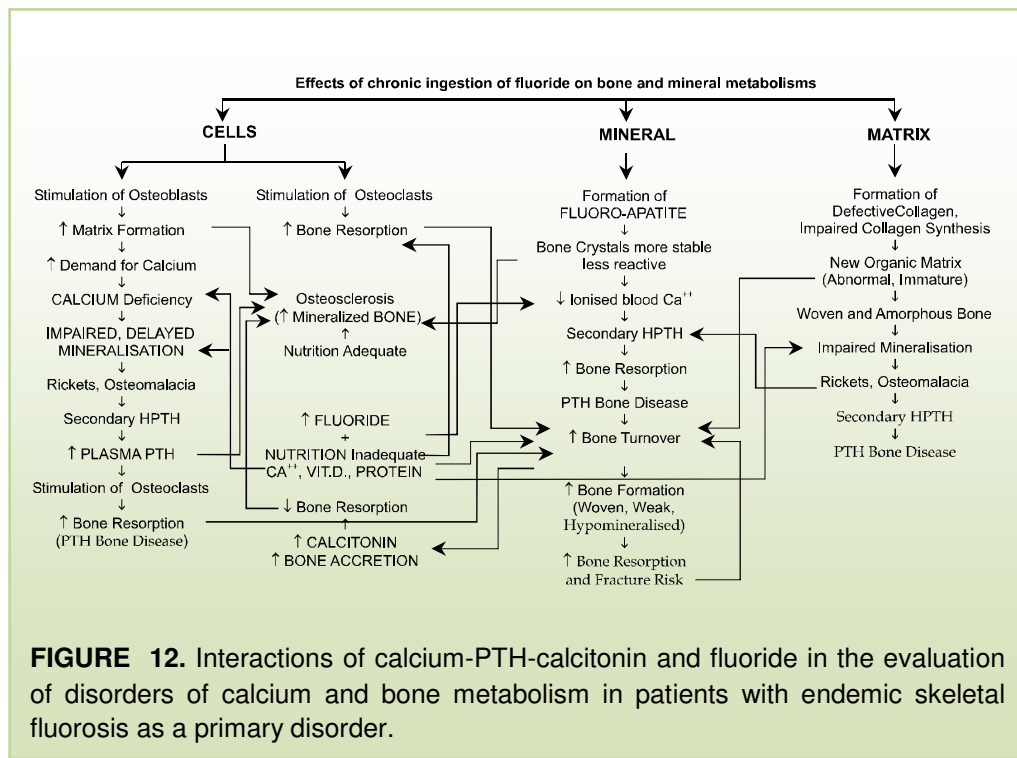 Effects of chronic ingestion of fluoride on bone and mineral metabolisms
CELLS
Stimulation of Osteoblasts
↓
↑ Matrix Formation
↓
↑ Demand for Calcium
↓
CALCIUM Deficiency
↓
IMPAIRED, DELAYED
MINERALISATION
↓
Rickets, Osteomalacia
↓
Secondary HPTH
↓
↑ PLASMA PTH
↓
Stimulation of Osteoclasts
↓
↑ Bone Resorption
(PTH Bone Disease)
Stimulation of Osteoclasts
↓
↑ Bone Resorption
Osteosclerosis
(↑ Mineralized BONE)
↑
Nutrition Adequate
↑ FLUORIDE
+
NUTRITION Inadequate
CA⁺⁺, VIT.D., PROTEIN
↓ Bone Resorption
↑
↑ CALCITONIN
↑ BONE ACCRETION
MINERAL
Formation of
FLUORO-APATITE
↓
Bone Crystals more stable
less reactive
↓
↓ Ionised blood Ca⁺⁺
↓
Secondary HPTH
↓
↑ Bone Resorption
↓
PTH Bone Disease
↓
↑ Bone Turnover
↓
↑ Bone Formation
(Woven, Weak,
Hypomineralised)
↓
↑ Bone Resorption
and Fracture Risk
MATRIX
Formation of
DefectiveCollagen,
Impaired Collagen Synthesis
↓
New Organic Matrix
(Abnormal, Immature)
↓
Woven and Amorphous Bone
↓
Impaired Mineralisation
↓
Rickets, Osteomalacia
↓
Secondary HPTH
↓
PTH Bone Disease
FIGURE 12. Interactions of calcium-PTH-calcitonin and fluoride in the evaluation
of disorders of calcium and bone metabolism in patients with endemic skeletal
fluorosis as a primary disorder.